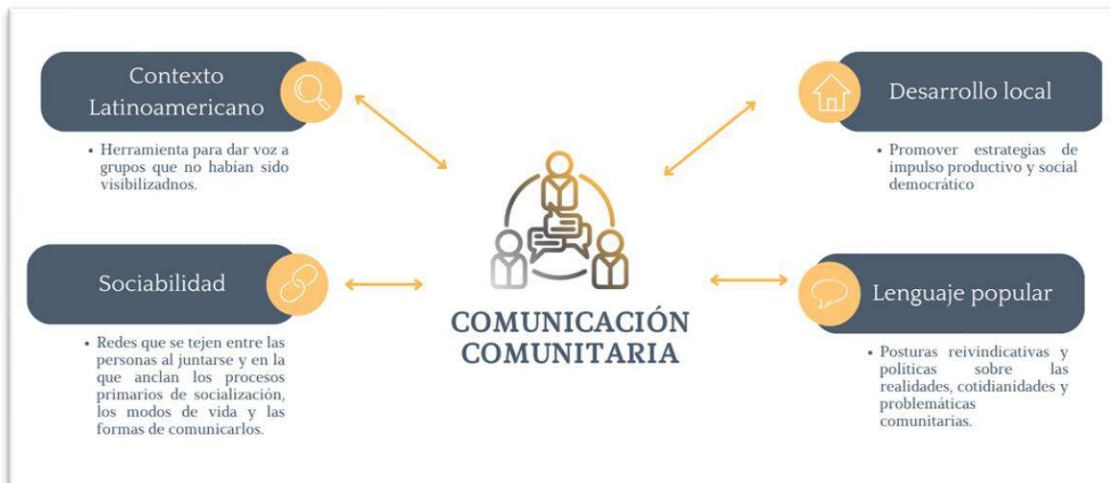 Contexto
Latinoamericano
• Herramienta para dar voz a
grupos que no habían sido
visibilizadnos.
Sociabilidad
• Redes que se tejen entre las
personas al juntarse y en la
que anclan los procesos
primarios de socialización,
los modos de vida y las
formas de comunicarlos.
COMUNICACIÓN
COMUNITARIA
Desarrollo local
• Promover estrategias de
impulso productivo y social
democrático
Lenguaje popular
• Posturas reivindicativas y
políticas sobre las
realidades, cotidianidades y
problemáticas
comunitarias.